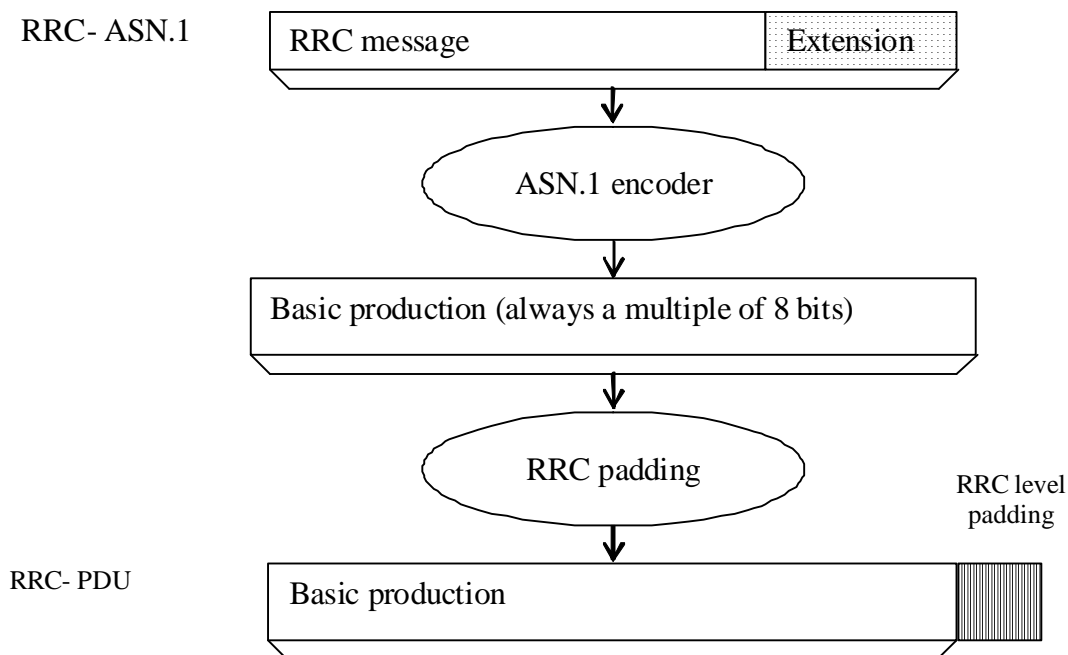 RRC- ASN.1
RRC message
Extension
ASN.1 encoder
Basic production (always a multiple of 8 bits)
RRC padding
RRC level
padding
RRC- PDU
Basic production